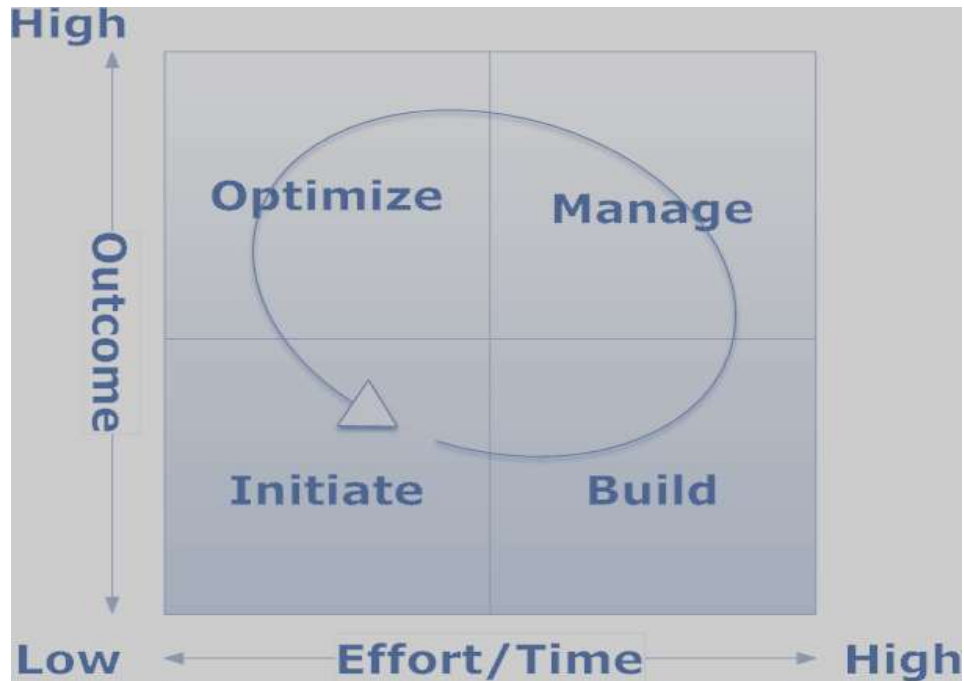 High
Optimize
Manage
Outcome
Initiate
Build
Low
Effort/Time
High